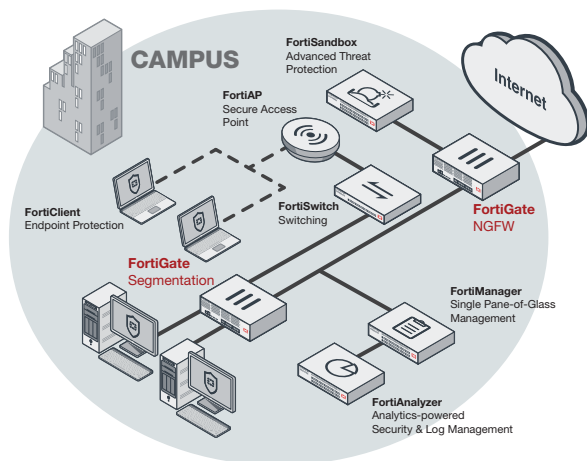 CAMPUS
FortiSandbox
Advanced Threat
Protection
Internet
FortiAP
Secure Access
Point
FortiClient
Endpoint Protection
FortiSwitch
Switching
FortiGate
NGFW
FortiGate
Segmentation
FortiManager
Single Pane-of-Glass
Management
FortiAnalyzer
Analytics-powered
Security & Log Management